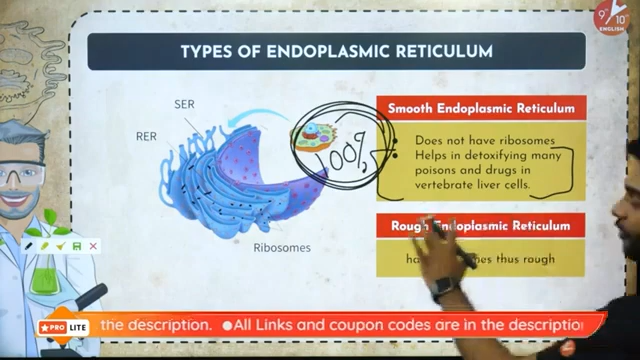 9th 10th
ENGLISH
TYPES OF ENDOPLASMIC RETICULUM
SER
RER
Ribosomes
100%
Smooth Endoplasmic Reticulum
Does not have ribosomes
Helps in detoxifying many
poisons and drugs in
vertebrate liver cells.
Rough Endoplasmic Reticulum
thus rough
PRO LITE
the description. ●All Links and coupon codes are in the descriptio